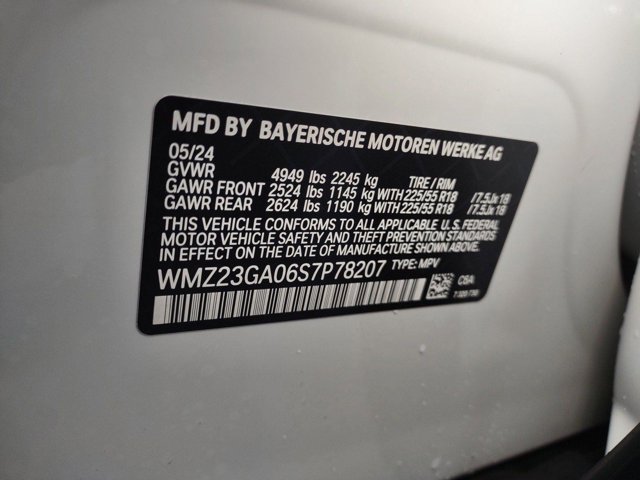 MFD BY BAYERISCHE MOTOREN WERKE AG
05/24
GVWR 4949 lbs 2245 kg TIRE / RIM
GAWR FRONT 2524 lbs 1145 kg WITH 225/55 R18 /7.5Jx18
GAWR REAR 2624 lbs 1190 kg WITH 225/55 R18 /7.5Jx18
THIS VEHICLE CONFORMS TO ALL APPLICABLE U.S. FEDERAL
MOTOR VEHICLE SAFETY AND THEFT PREVENTION STANDARDS
IN EFFECT ON THE DATE OF MANUFACTURE SHOWN ABOVE.
WMZ23GA06S7P78207 TYPE: MPV
C6A